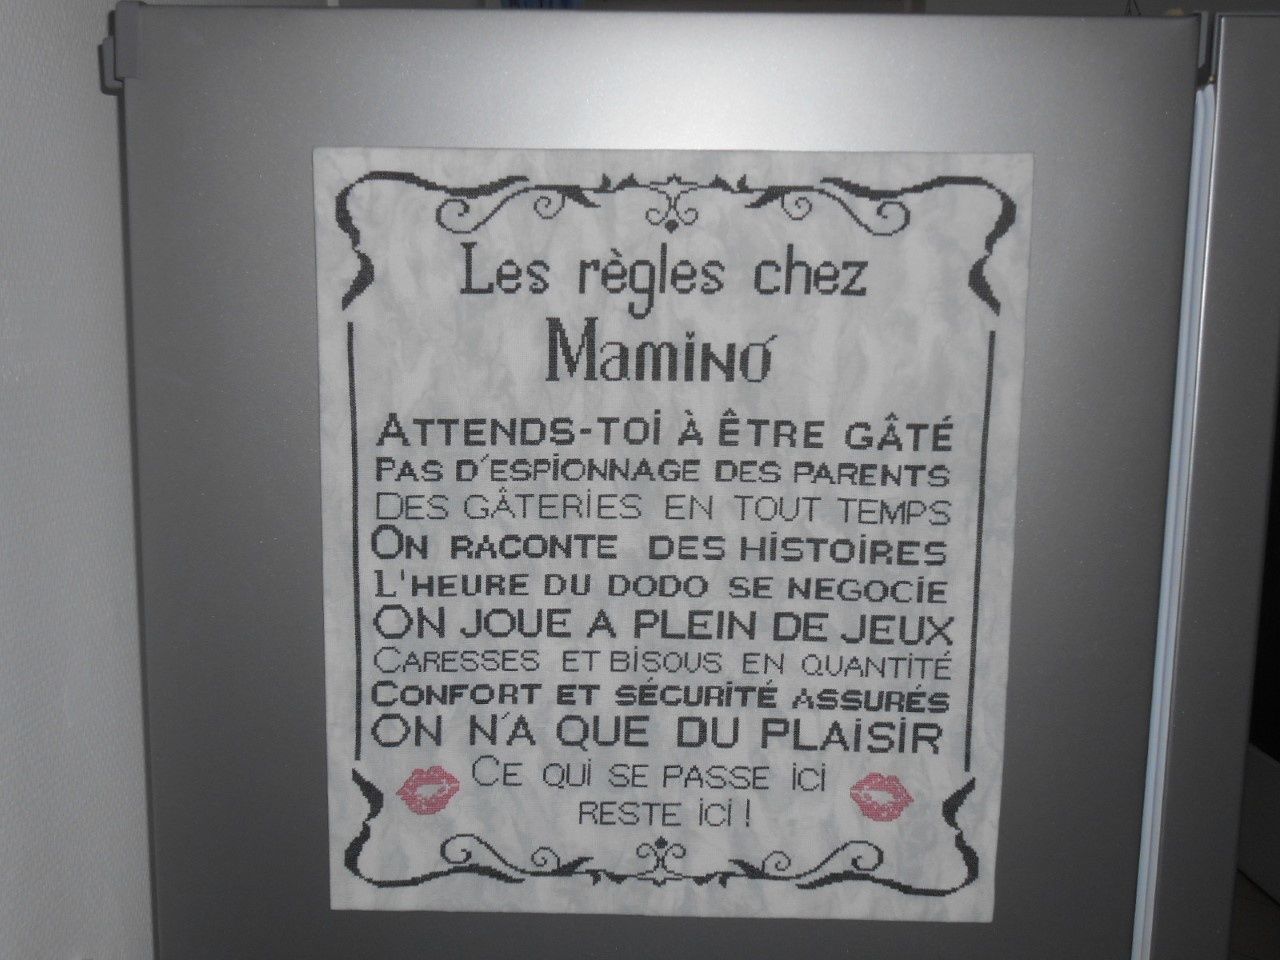 Les règles chez
Maminó
ATTENDS-TOi À ÊTRE GÂTÉ
PAS D'ESPiONNAGE DES PARENTS
DES GÂTERiES EN TOUT TEMPS
ON RACONTE DES HiSTOiRES
L'HEURE DU DODO SE NEGOCiE
ON JOUE A PLEIN DE JEUX
CARESSES ET BiSOUS EN QUANTiTÉ
CONFORT ET SÉCURiTÉ ASSURÉS
ON N'A QUE DU PLAiSiR
CE QUi SE PASSE iCi
RESTE iCi !